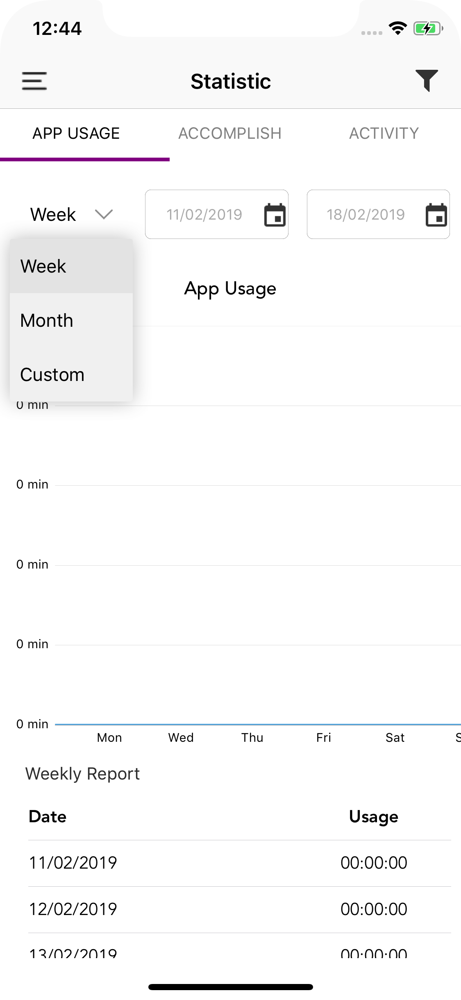 12:44
Statistic
APP USAGE ACCOMPLISH ACTIVITY
Week 11/02/2019 18/02/2019
Week
App Usage
Month
Custom
0 min
0 min
0 min
0 min
0 min
Mon Wed Thu Fri Sat S
Weekly Report
Date Usage
11/02/2019 00:00:00
12/02/2019 00:00:00
13/02/2019 00:00:00